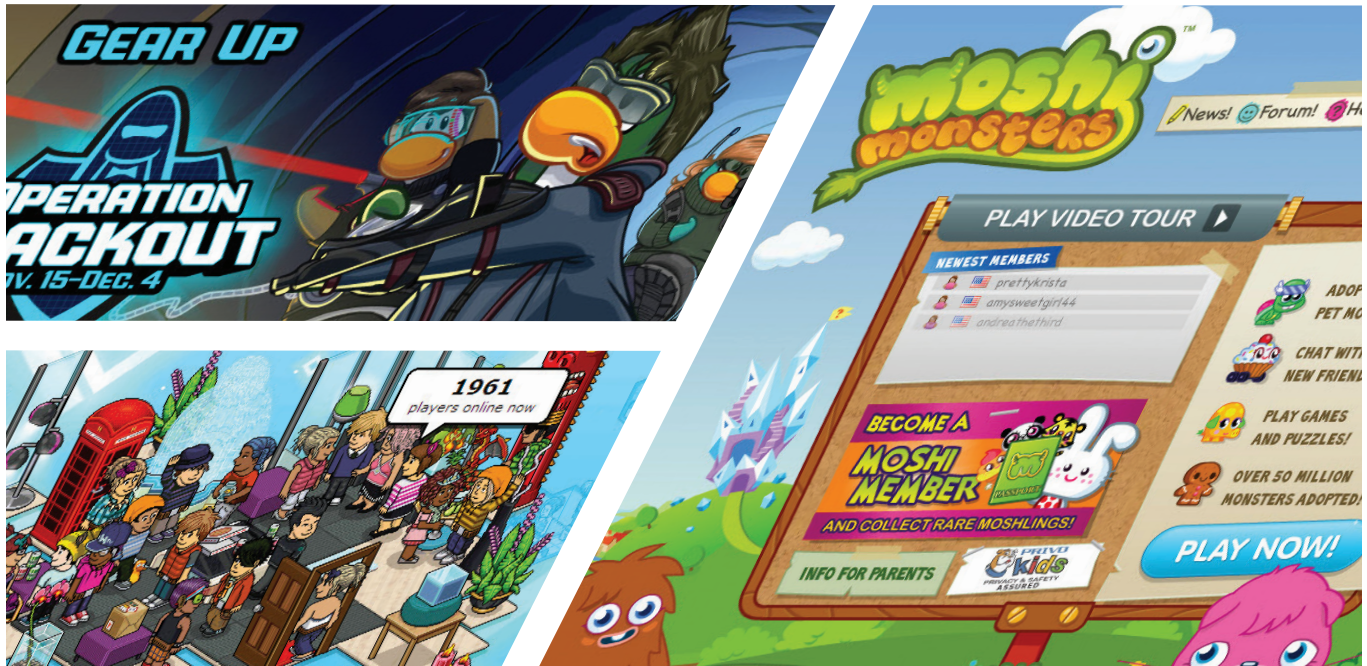 GEAR UP
OPERATION
ACKOUT
OV. 15-DEC. 4
1961
players online now
moshi
monsters
TM
News! Forum!
PLAY VIDEO TOUR
NEWEST MEMBERS
prettykrista
amysweetgirl44
andreathethird
BECOME A
MOSHI
MEMBER
PASSPORT
AND COLLECT RARE MOSHLINGS!
INFO FOR PARENTS
PRIVO
kids
PRIVACY & SAFETY
ASSURED
ADOP
PET MO
CHAT WIT
NEW FRIEND
PLAY GAMES
AND PUZZLES!
OVER 50 MILLION
MONSTERS ADOPTED!
PLAY NOW!